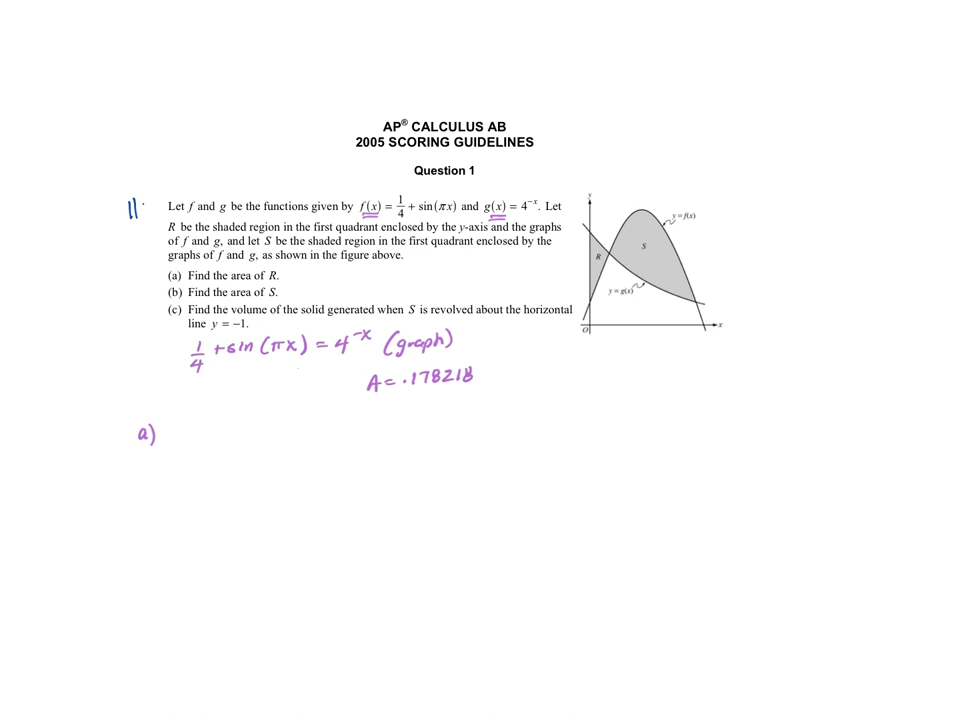 AP® CALCULUS AB
2005 SCORING GUIDELINES
Question 1
11.
Let f and g be the functions given by f(x) = 1/4 + sin(πx) and g(x) = 4^−x. Let
R be the shaded region in the first quadrant enclosed by the y-axis and the graphs
of f and g, and let S be the shaded region in the first quadrant enclosed by the
graphs of f and g, as shown in the figure above.
(a) Find the area of R.
(b) Find the area of S.
(c) Find the volume of the solid generated when S is revolved about the horizontal
line y = −1.
y
y = f(x)
S
R
y = g(x)
O
x
1/4 + sin(πx) = 4^−x (graph)
A = .178218
a)